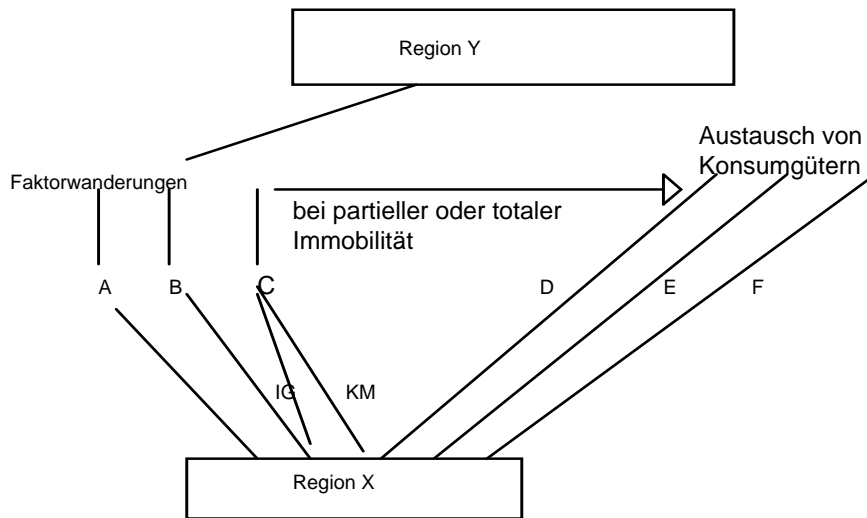 Region Y
Austausch von
Konsumgütern
Faktorwanderungen
bei partieller oder totaler
Immobilität
A B C D E F
IG KM
Region X